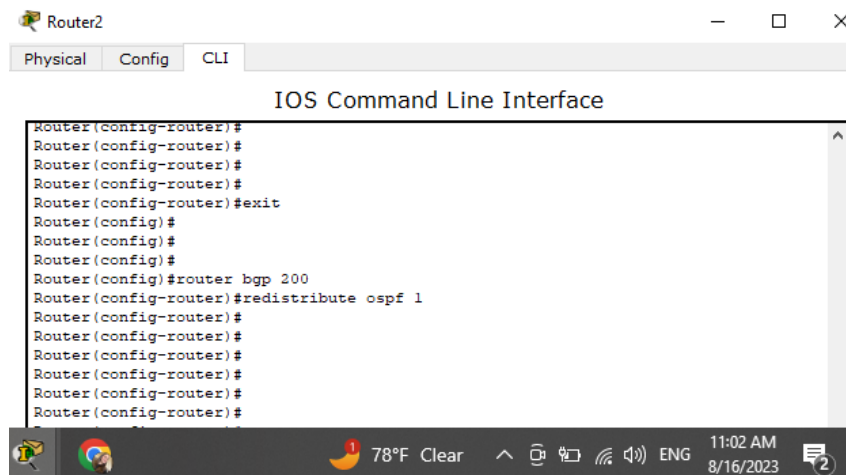 Router2
Physical Config CLI
IOS Command Line Interface
Router(config-router)#
Router(config-router)#
Router(config-router)#
Router(config-router)#
Router(config-router)#exit
Router(config)#
Router(config)#
Router(config)#
Router(config)#router bgp 200
Router(config-router)#redistribute ospf 1
Router(config-router)#
Router(config-router)#
Router(config-router)#
Router(config-router)#
Router(config-router)#
Router(config-router)#
1
78°F Clear
ENG
11:02 AM
8/16/2023
2